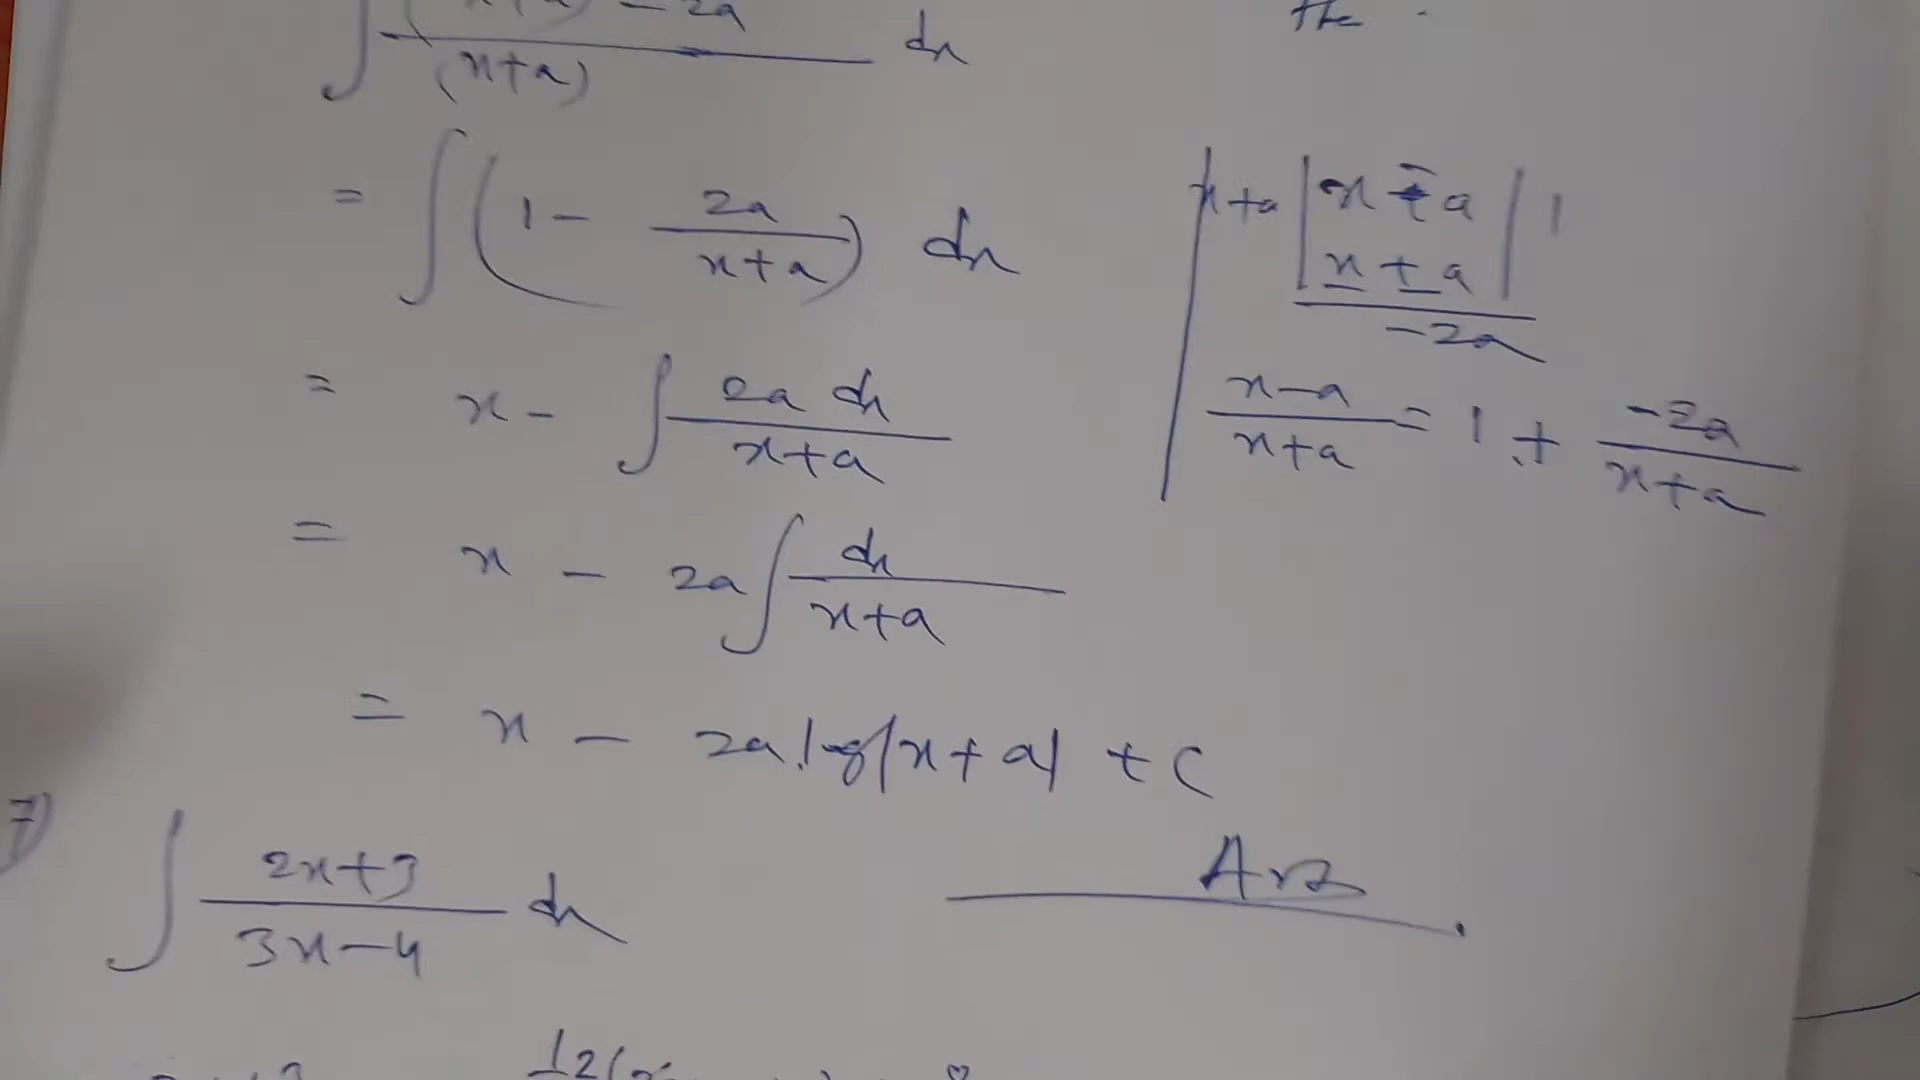 ∫ (x+a) - 2a / (x+a) dx
the
= ∫ (1 - 2a / x+a) dx
x+a | x - a | 1
x + a
-2a
= x - ∫ 2a dx / x+a
x-a / x+a = 1 + -2a / x+a
= x - 2a ∫ dx / x+a
= x - 2a . log|x+a| + c
Ans
7) ∫ 2x+3 / 3x-4 dx